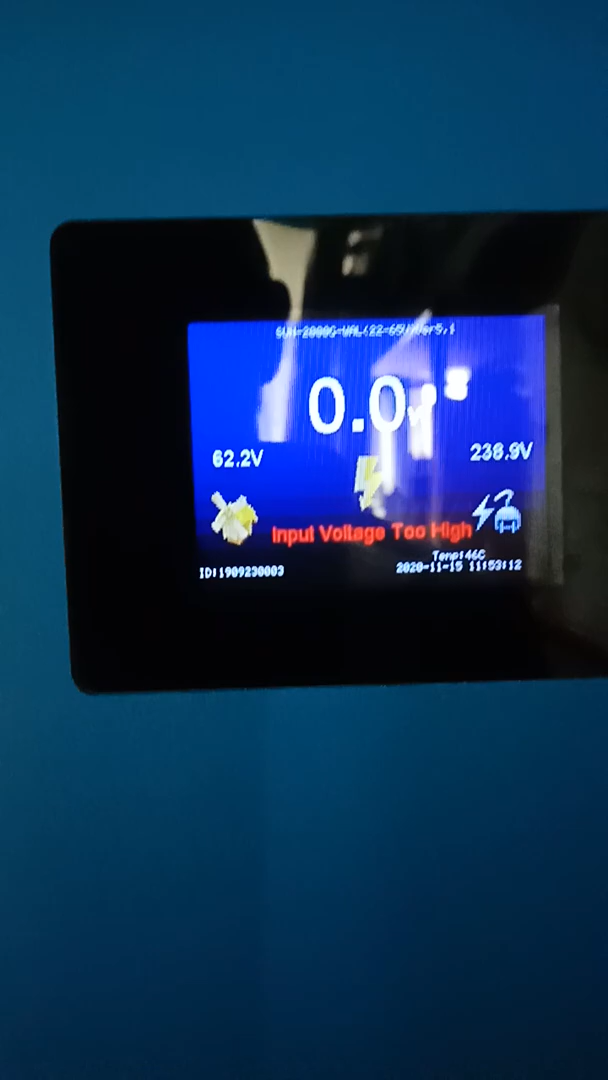 0.0
62.2V
238.9V
Input Voltage Too High
Temp:46C
ID:1909230003
2020-11-15 11:53:12